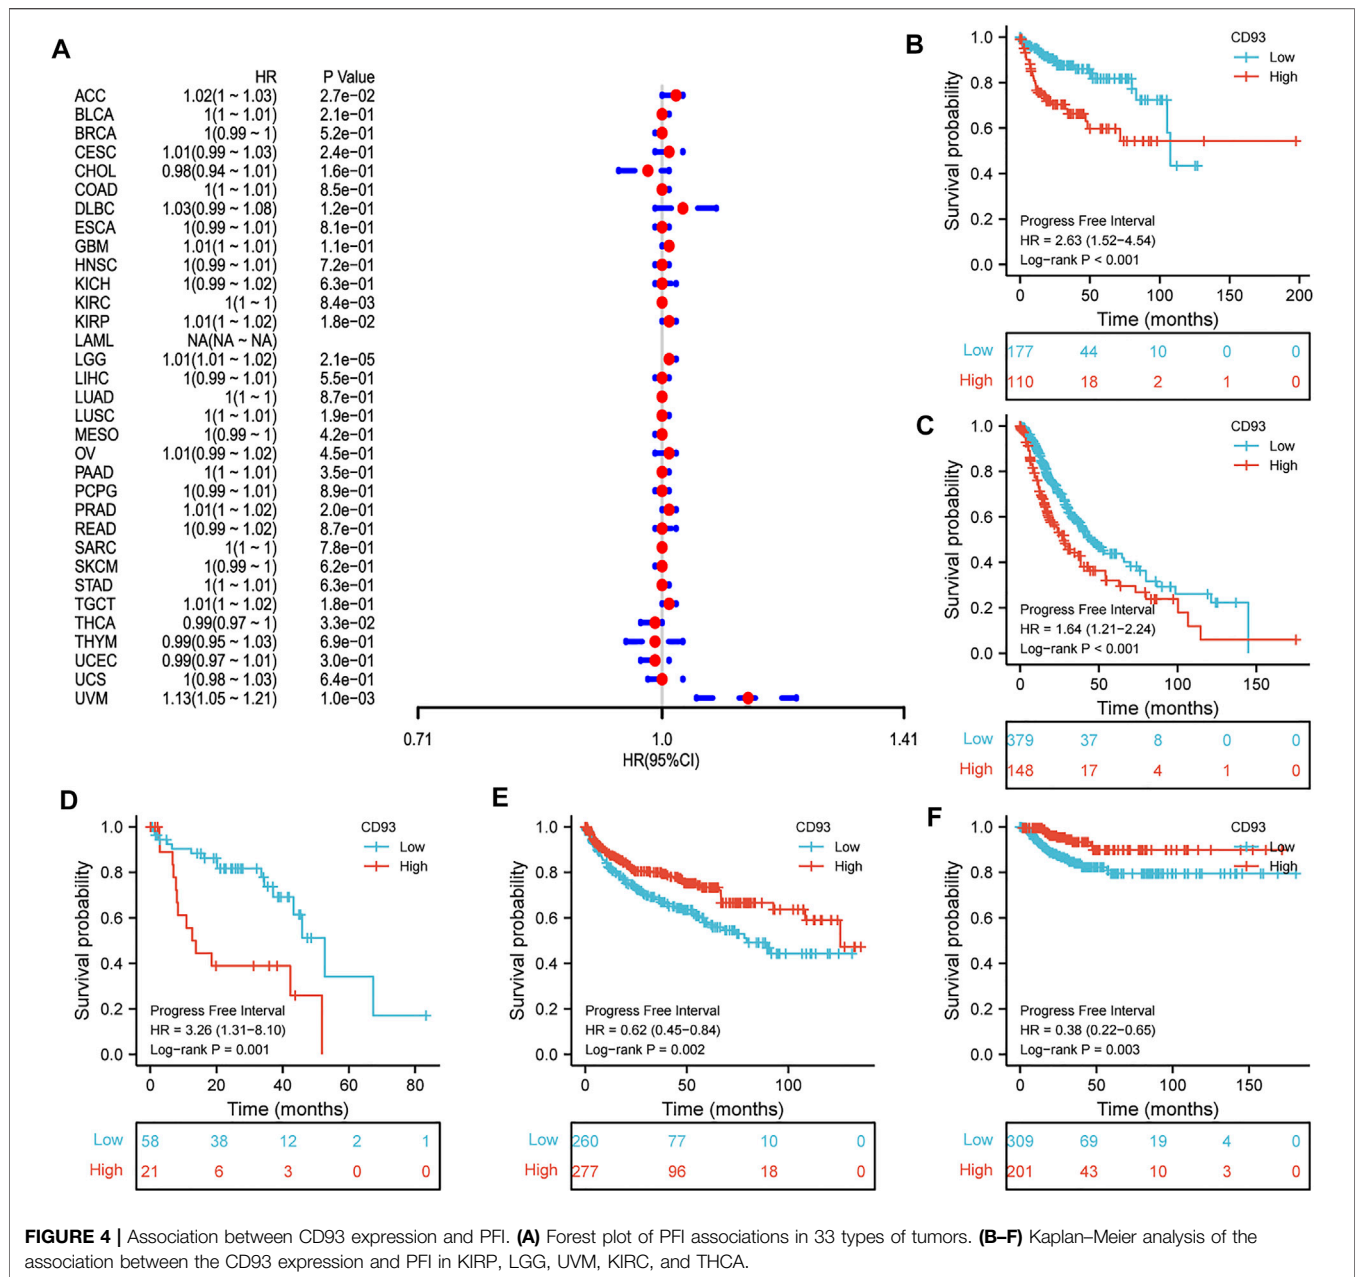 A
HR P Value
ACC 1.02(1 ~ 1.03) 2.7e−02
BLCA 1(1 ~ 1.01) 2.1e−01
BRCA 1(0.99 ~ 1) 5.2e−01
CESC 1.01(0.99 ~ 1.03) 2.4e−01
CHOL 0.98(0.94 ~ 1.01) 1.6e−01
COAD 1(1 ~ 1.01) 8.5e−01
DLBC 1.03(0.99 ~ 1.08) 1.2e−01
ESCA 1(0.99 ~ 1.01) 8.1e−01
GBM 1.01(1 ~ 1.01) 1.1e−01
HNSC 1(0.99 ~ 1.01) 7.2e−01
KICH 1(0.99 ~ 1.02) 6.3e−01
KIRC 1(1 ~ 1) 8.4e−03
KIRP 1.01(1 ~ 1.02) 1.8e−02
LAML NA(NA ~ NA)
LGG 1.01(1.01 ~ 1.02) 2.1e−05
LIHC 1(0.99 ~ 1.01) 5.5e−01
LUAD 1(1 ~ 1) 8.7e−01
LUSC 1(1 ~ 1.01) 1.9e−01
MESO 1(0.99 ~ 1) 4.2e−01
OV 1.01(0.99 ~ 1.02) 4.5e−01
PAAD 1(1 ~ 1.01) 3.5e−01
PCPG 1(0.99 ~ 1.01) 8.9e−01
PRAD 1.01(1 ~ 1.02) 2.0e−01
READ 1(0.99 ~ 1.02) 8.7e−01
SARC 1(1 ~ 1) 7.8e−01
SKCM 1(0.99 ~ 1) 6.2e−01
STAD 1(1 ~ 1.01) 6.3e−01
TGCT 1.01(1 ~ 1.02) 1.8e−01
THCA 0.99(0.97 ~ 1) 3.3e−02
THYM 0.99(0.95 ~ 1.03) 6.9e−01
UCEC 0.99(0.97 ~ 1.01) 3.0e−01
UCS 1(0.98 ~ 1.03) 6.4e−01
UVM 1.13(1.05 ~ 1.21) 1.0e−03
0.71 1.0 1.41
HR(95%CI)
B
CD93
Low
High
Survival probability
1.0
0.8
0.6
0.4
0.2
0.0
Progress Free Interval
HR = 2.63 (1.52−4.54)
Log−rank P < 0.001
0 50 100 150 200
Time (months)
Low 177 44 10 0 0
High 110 18 2 1 0
C
CD93
Low
High
Survival probability
1.0
0.8
0.6
0.4
0.2
0.0
Progress Free Interval
HR = 1.64 (1.21−2.24)
Log−rank P < 0.001
0 50 100 150
Time (months)
Low 379 37 8 0 0
High 148 17 4 1 0
D
CD93
Low
High
Survival probability
1.0
0.8
0.6
0.4
0.2
0.0
Progress Free Interval
HR = 3.26 (1.31−8.10)
Log−rank P = 0.001
0 20 40 60 80
Time (months)
Low 58 38 12 2 1
High 21 6 3 0 0
E
CD93
Low
High
Survival probability
1.0
0.8
0.6
0.4
0.2
0.0
Progress Free Interval
HR = 0.62 (0.45−0.84)
Log−rank P = 0.002
0 50 100
Time (months)
Low 260 77 10 0
High 277 96 18 0
F
CD93
Low
High
Survival probability
1.0
0.8
0.6
0.4
0.2
0.0
Progress Free Interval
HR = 0.38 (0.22−0.65)
Log−rank P = 0.003
0 50 100 150
Time (months)
Low 309 69 19 4 0
High 201 43 10 3 0
FIGURE 4 | Association between CD93 expression and PFI. (A) Forest plot of PFI associations in 33 types of tumors. (B–F) Kaplan–Meier analysis of the
association between the CD93 expression and PFI in KIRP, LGG, UVM, KIRC, and THCA.